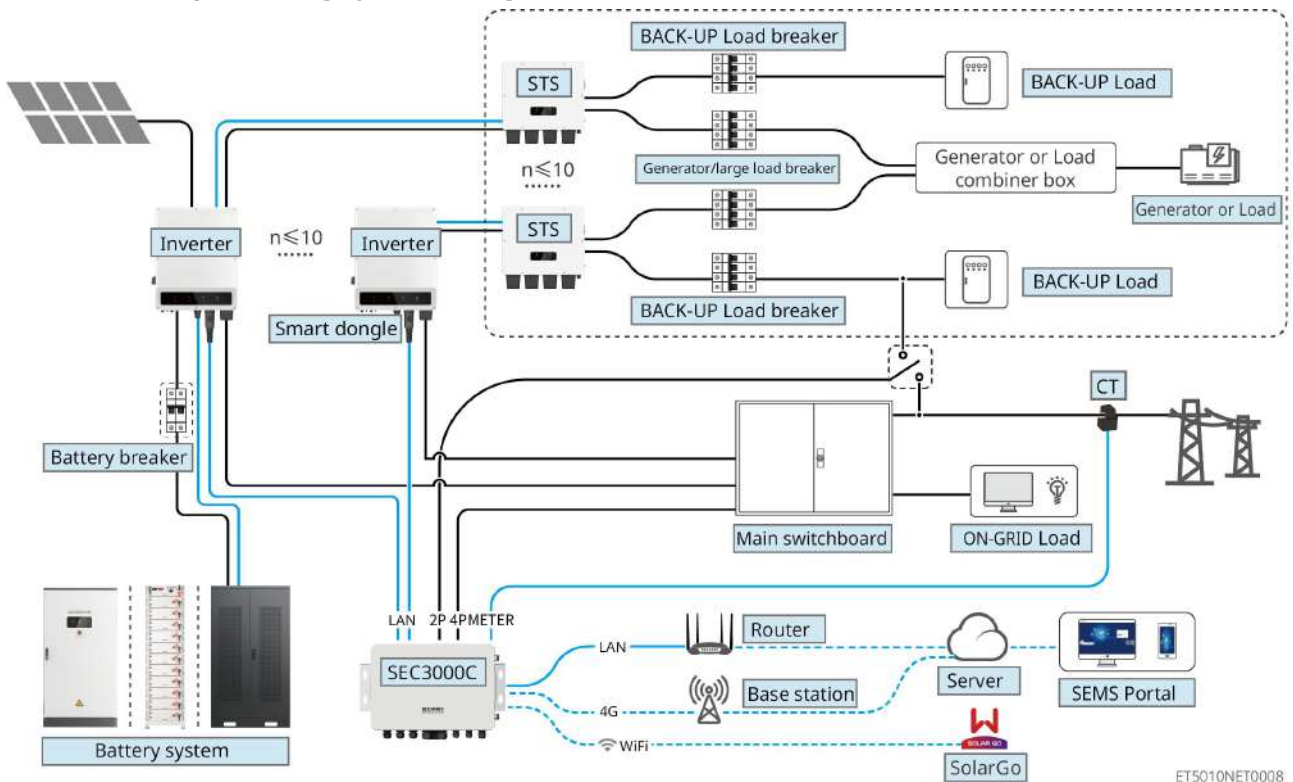 BACK-UP Load breaker
STS
BACK-UP Load
n≤10
Generator/large load breaker
Generator or Load
combiner box
Generator or Load
Inverter
n≤10
Inverter
STS
BACK-UP Load
Smart dongle
BACK-UP Load breaker
CT
Battery breaker
Main switchboard
ON-GRID Load
LAN
2P
4P
METER
SEC3000C
LAN
Router
4G
Base station
Server
SEMS Portal
WiFi
SOLAR GO
SolarGo
Battery system
ET5010NET0008